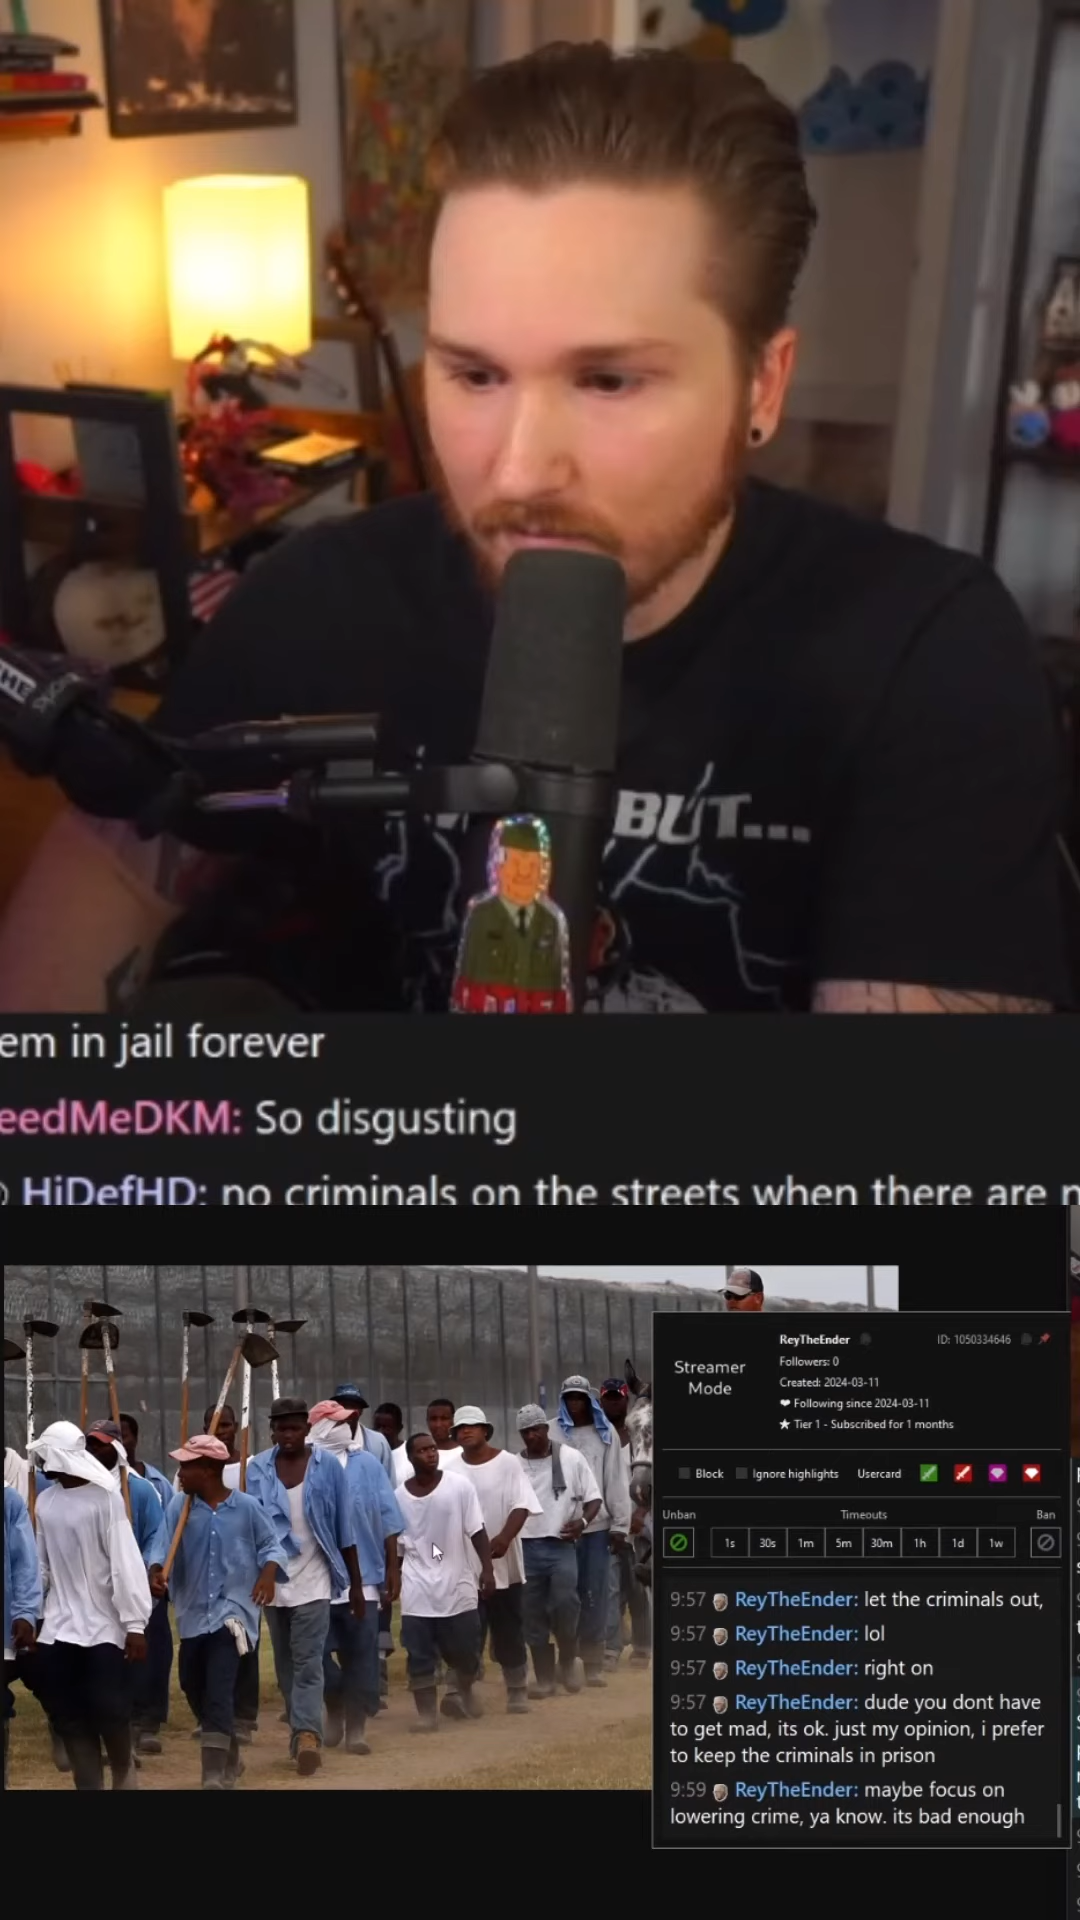 THE
BUT...
em in jail forever
eedMeDKM: So disgusting
HiDefHD: no criminals on the streets when there are
ReyTheEnder
ID: 1050334646
Followers: 0
Streamer
Mode
Created: 2024-03-11
❤ Following since 2024-03-11
★ Tier 1 - Subscribed for 1 months
Block
Ignore highlights
Usercard
Unban
Timeouts
Ban
1s 30s 1m 5m 30m 1h 1d 1w
9:57 ReyTheEnder: let the criminals out,
9:57 ReyTheEnder: lol
9:57 ReyTheEnder: right on
9:57 ReyTheEnder: dude you dont have
to get mad, its ok. just my opinion, i prefer
to keep the criminals in prison
9:59 ReyTheEnder: maybe focus on
lowering crime, ya know. its bad enough